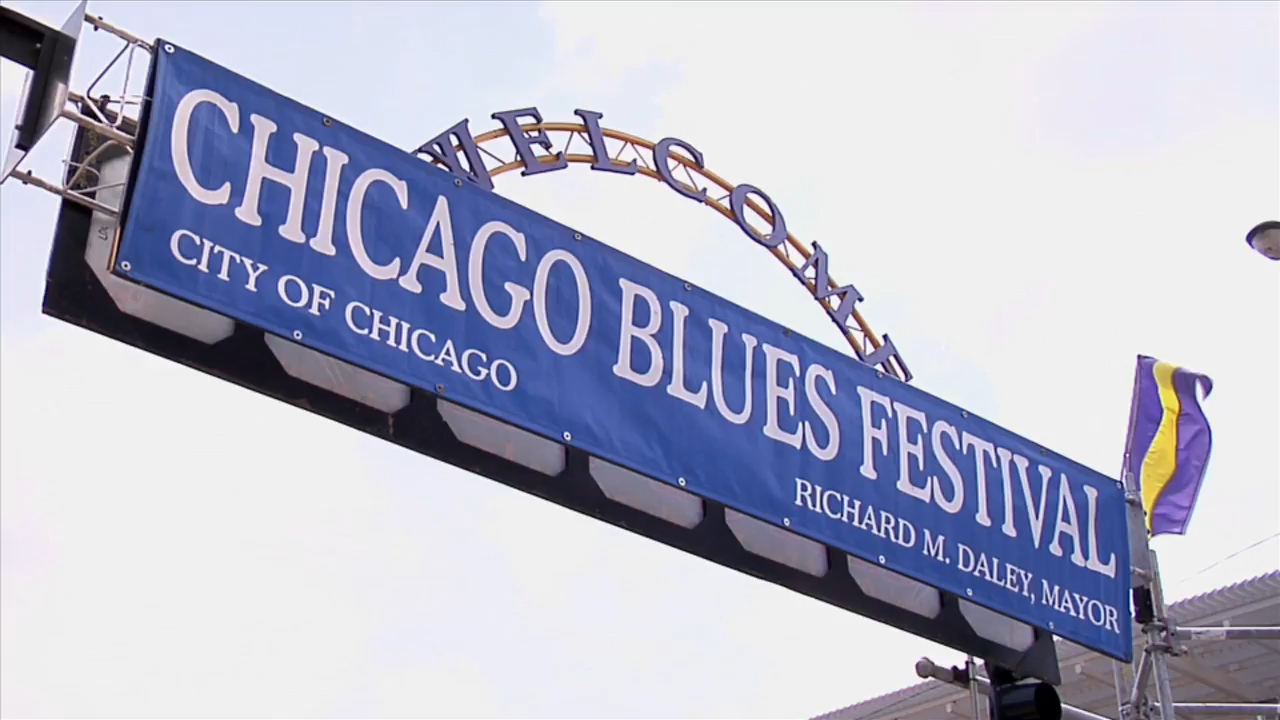 WELCOME
CHICAGO BLUES FESTIVAL
CITY OF CHICAGO
RICHARD M. DALEY, MAYOR